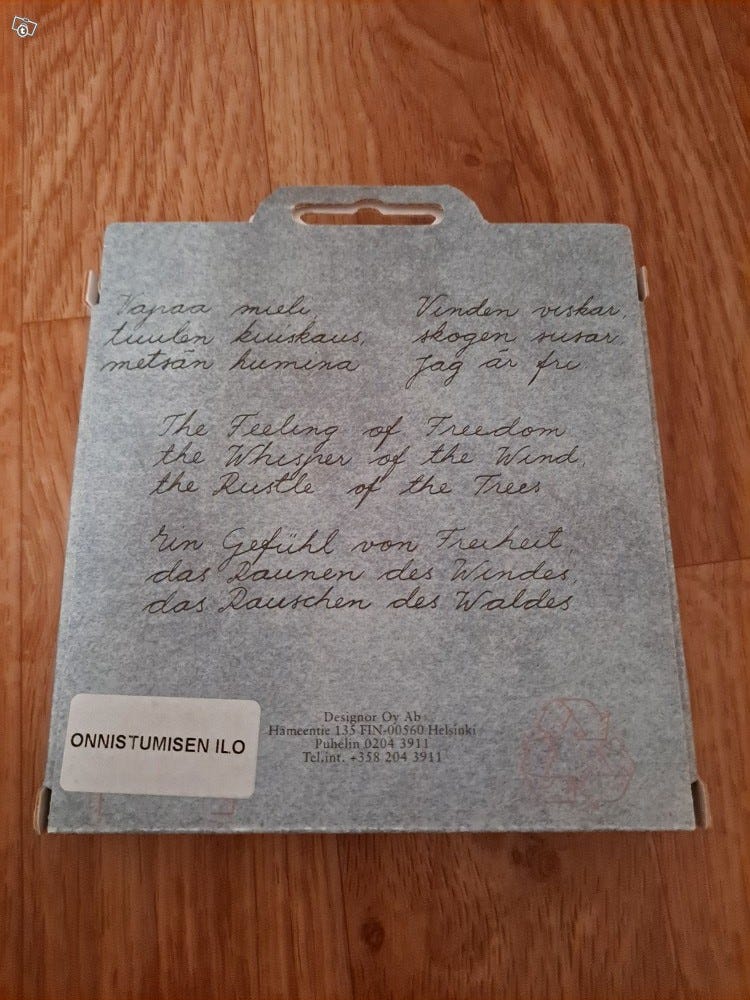 Vapaa mieli,
tuulen kuiskaus,
metsän humina
Vinden viskar,
skogen susar,
Jag är fri
The Feeling of Freedom
the Whisper of the Wind,
the Rustle of the Trees
Ein Gefühl von Freiheit,
das Raunen des Windes,
das Rauschen des Waldes
ONNISTUMISEN ILO
Designor Oy Ab
Hämeentie 135 FIN-00560 Helsinki
Puhelin 0204 3911
Tel.int. +358 204 3911